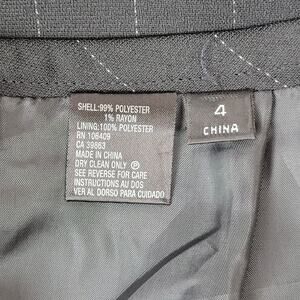 SHELL: 99% POLYESTER
1% RAYON
LINING: 100% POLYESTER
RN 106409
CA 39863
MADE IN CHINA
DRY CLEAN ONLY Ⓟ
SEE REVERSE FOR CARE
INSTRUCTIONS AU DOS
VER AL DORSO PARA CUIDADO
4
CHINA